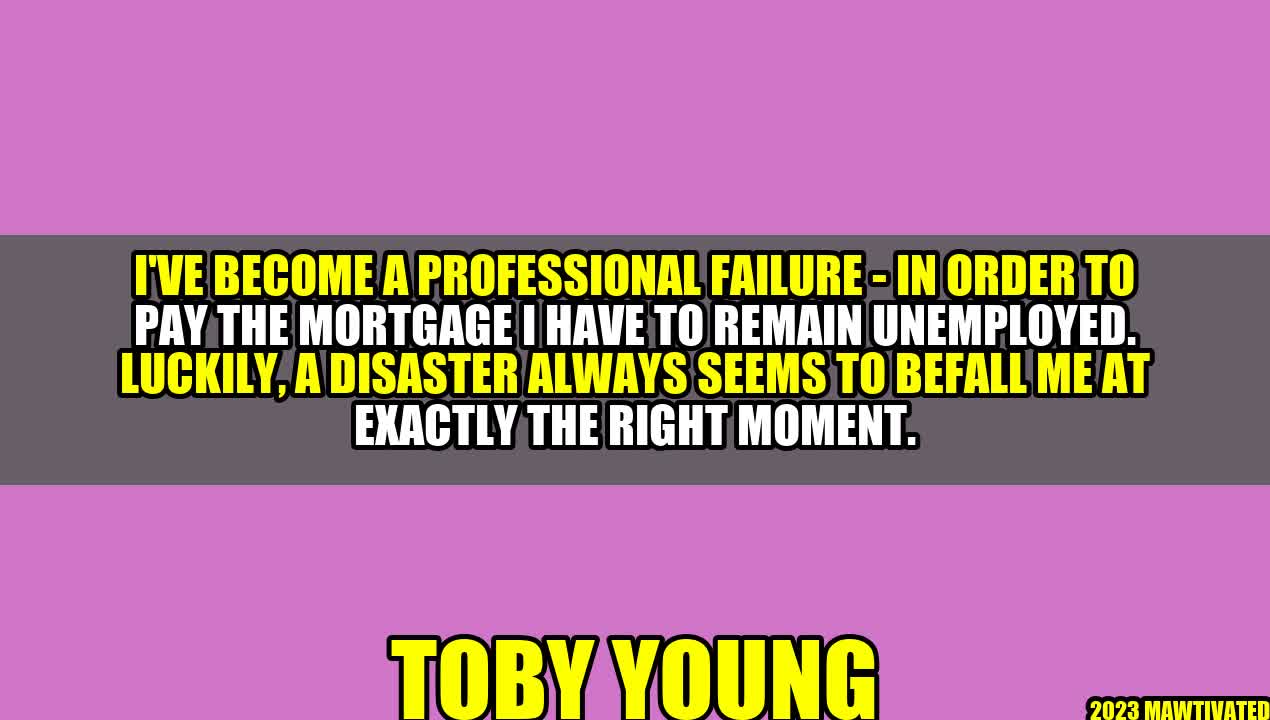 I'VE BECOME A PROFESSIONAL FAILURE - IN ORDER TO
PAY THE MORTGAGE I HAVE TO REMAIN UNEMPLOYED.
LUCKILY, A DISASTER ALWAYS SEEMS TO BEFALL ME AT
EXACTLY THE RIGHT MOMENT.
TOBY YOUNG
2023 MAWTIVATED